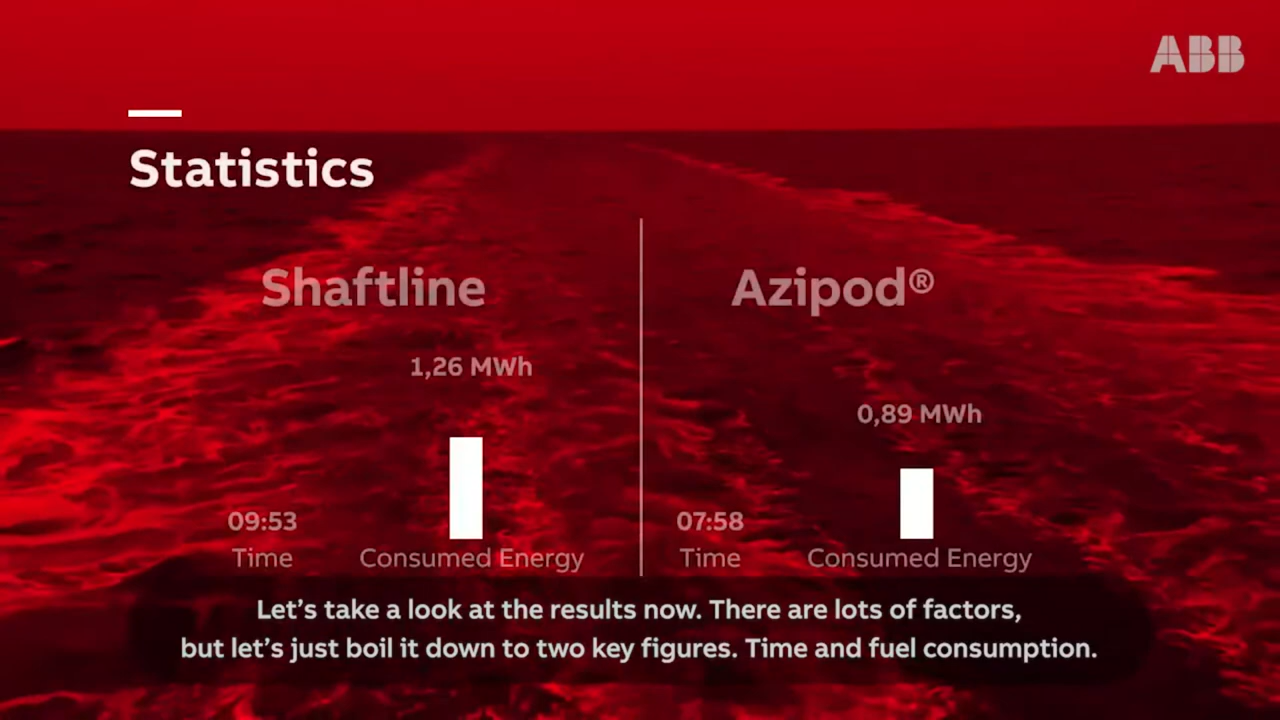 ABB
Statistics
Shaftline
1,26 MWh
09:53
Time
Consumed Energy
Azipod®
0,89 MWh
07:58
Time
Consumed Energy
Let’s take a look at the results now. There are lots of factors,
but let’s just boil it down to two key figures. Time and fuel consumption.